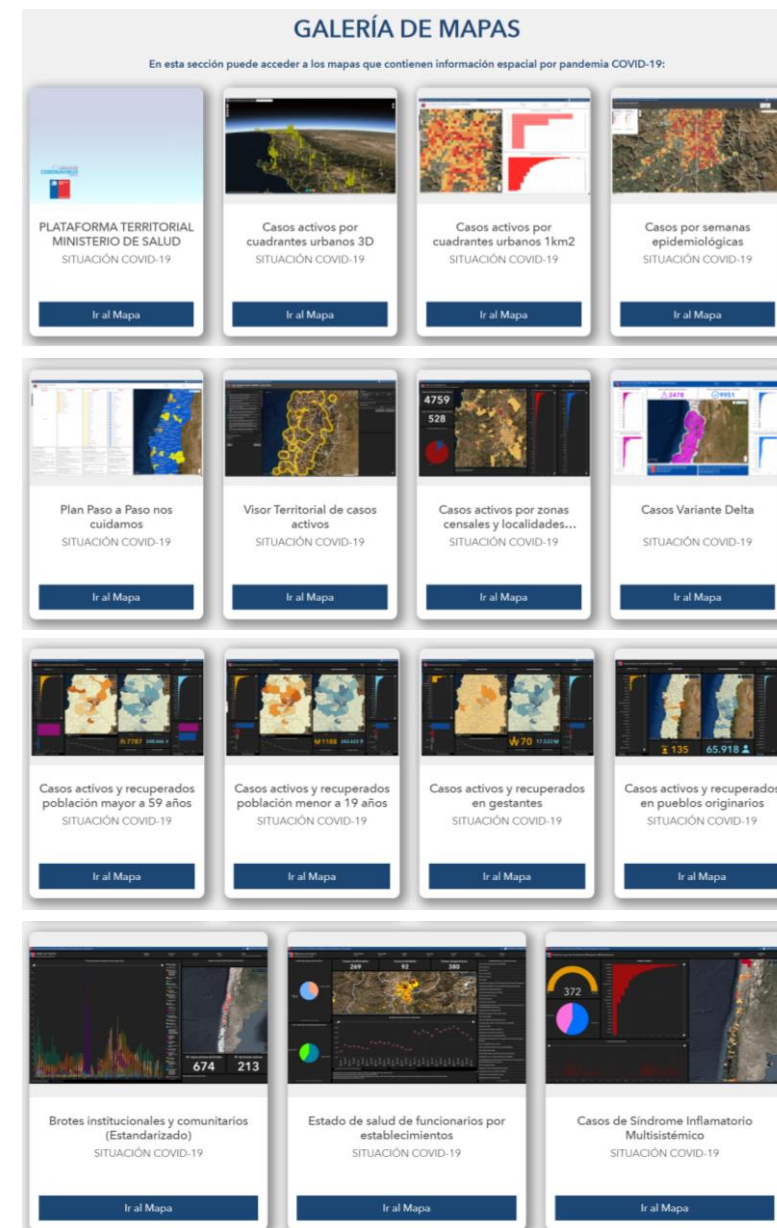 GALERÍA DE MAPAS
En esta sección puede acceder a los mapas que contienen información espacial por pandemia COVID-19:
CORONAVIRUS
PLATAFORMA TERRITORIAL
MINISTERIO DE SALUD
SITUACIÓN COVID-19
Ir al Mapa
Casos activos por
cuadrantes urbanos 3D
SITUACIÓN COVID-19
Ir al Mapa
Casos activos por
cuadrantes urbanos 1km2
SITUACIÓN COVID-19
Ir al Mapa
Casos por semanas
epidemiológicas
SITUACIÓN COVID-19
Ir al Mapa
Plan Paso a Paso nos
cuidamos
SITUACIÓN COVID-19
Ir al Mapa
Visor Territorial de casos
activos
SITUACIÓN COVID-19
Ir al Mapa
4759
528
Casos activos por zonas
censales y localidades...
SITUACIÓN COVID-19
Ir al Mapa
2478
9951
Casos Variante Delta
SITUACIÓN COVID-19
Ir al Mapa
7787
Casos activos y recuperados
población mayor a 59 años
SITUACIÓN COVID-19
Ir al Mapa
1188
Casos activos y recuperados
población menor a 19 años
SITUACIÓN COVID-19
Ir al Mapa
70
Casos activos y recuperados
en gestantes
SITUACIÓN COVID-19
Ir al Mapa
135
65.918
Casos activos y recuperados
en pueblos originarios
SITUACIÓN COVID-19
Ir al Mapa
674
213
Brotes institucionales y comunitarios
(Estandarizado)
SITUACIÓN COVID-19
Ir al Mapa
269
92
380
Estado de salud de funcionarios por
establecimientos
SITUACIÓN COVID-19
Ir al Mapa
372
Casos de Síndrome Inflamatorio
Multisistémico
SITUACIÓN COVID-19
Ir al Mapa